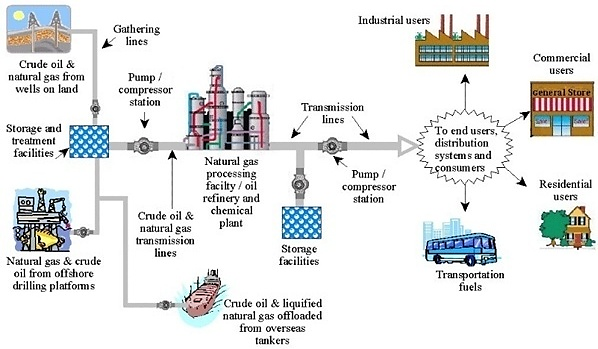 Industrial users
Gathering
lines
Crude oil &
natural gas from
wells on land
Pump /
compressor
station
Commercial
users
General Store
Storage and
treatment
facilities
Transmission
lines
To end users,
distribution
systems and
consumers
Natural gas
processing
facilty / oil
refinery and
chemical
plant
Pump /
compressor
station
Residential
users
Crude oil &
natural gas
transmission
lines
Storage
facilities
Natural gas & crude
oil from offshore
drilling platforms
Transportation
fuels
Crude oil & liquified
natural gas offloaded
from overseas
tankers